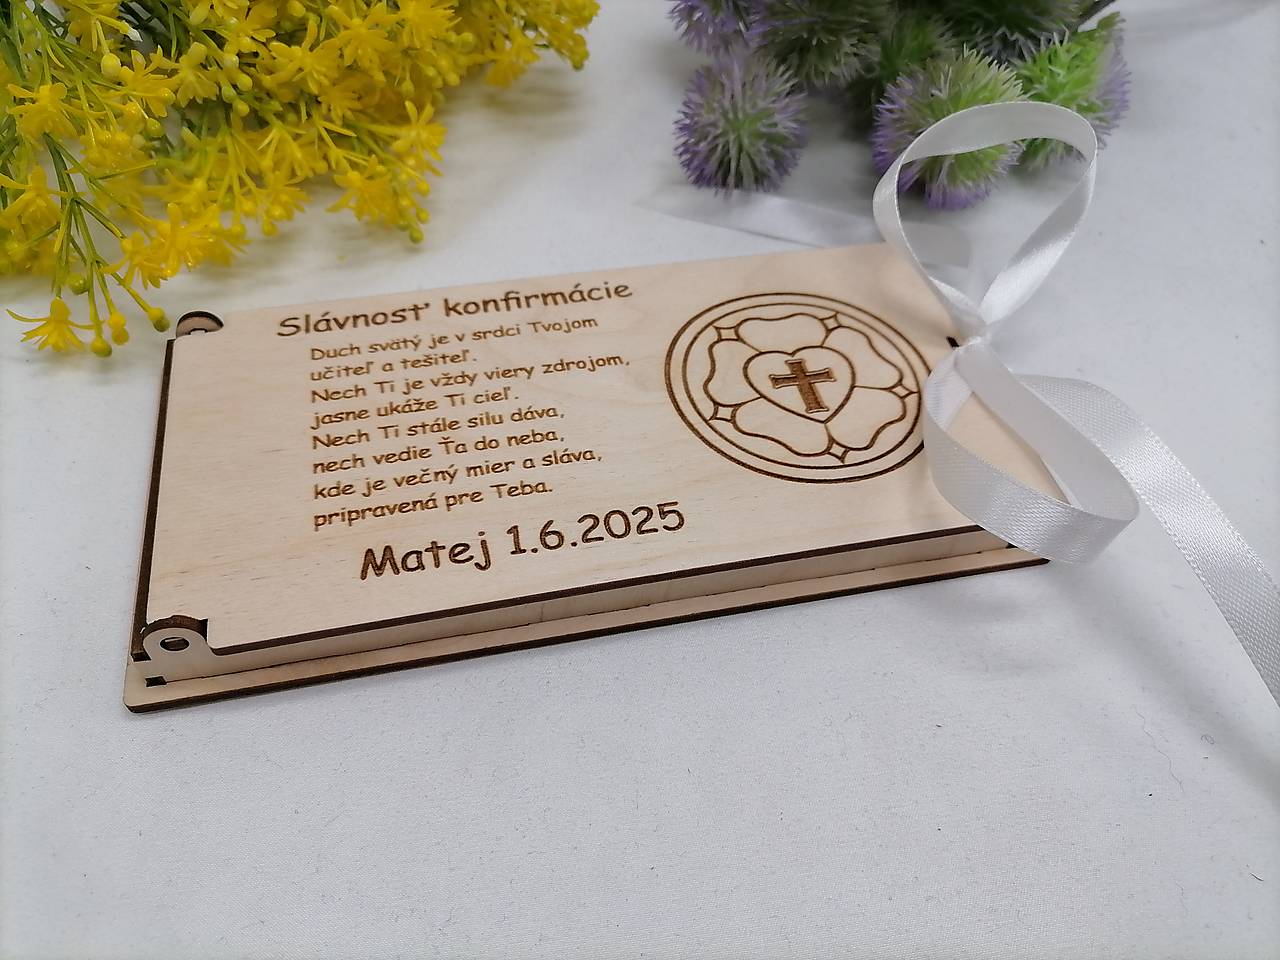 Slávnosť konfirmácie
Duch svätý je v srdci Tvojom
učiteľ a tešiteľ.
Nech Ti je vždy viery zdrojom,
jasne ukáže Ti cieľ.
Nech Ti stále silu dáva,
nech vedie Ťa do neba,
kde je večný mier a sláva,
pripravená pre Teba.
Matej 1.6.2025